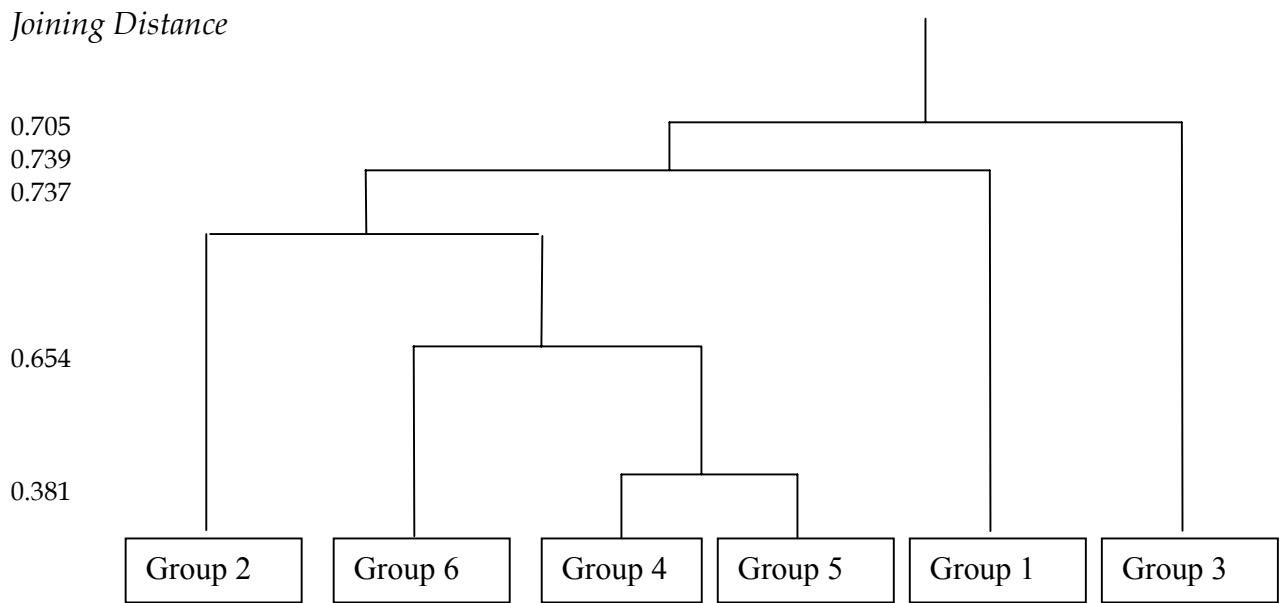 Joining Distance
0.705
0.739
0.737
0.654
0.381
Group 2
Group 6
Group 4
Group 5
Group 1
Group 3